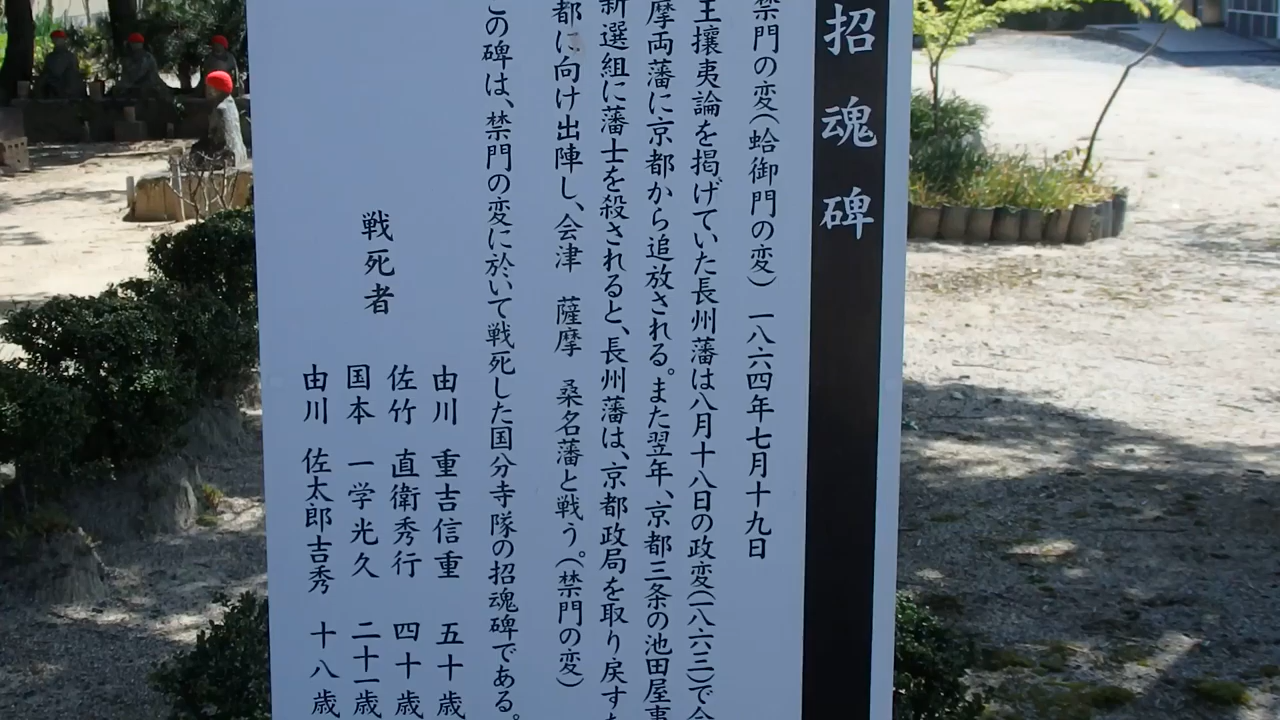 招魂碑
禁門の変(蛤御門の変) 一八六四年七月十九日
王攘夷論を掲げていた長州藩は八月十八日の政変(一八六三)で会
摩両藩に京都から追放される。また翌年、京都三条の池田屋事
新選組に藩士を殺されると、長州藩は、京都政局を取り戻すた
都に向け出陣し、会津 薩摩 桑名藩と戦う。(禁門の変)
この碑は、禁門の変に於いて戦死した国分寺隊の招魂碑である。
戦死者
由川 重吉信重 五十歳
佐竹 直衛秀行 四十歳
国本 一学光久 二十一歳
由川 佐太郎吉秀 十八歳